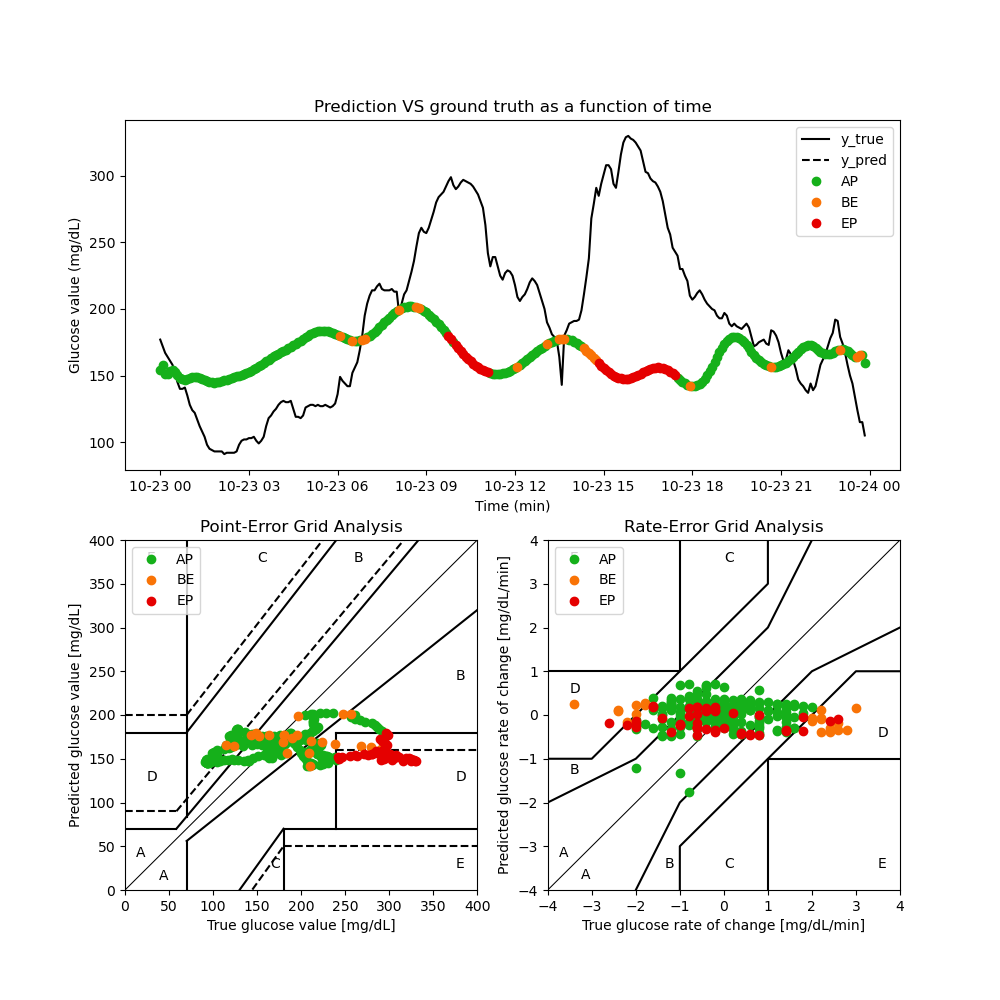 Prediction VS ground truth as a function of time
Glucose value (mg/dL)
300
250
200
150
100
y_true
y_pred
AP
BE
EP
10-23 00 10-23 03 10-23 06 10-23 09 10-23 12 10-23 15 10-23 18 10-23 21 10-24 00
Time (min)
Point-Error Grid Analysis
Predicted glucose value [mg/dL]
400
350
300
250
200
150
100
50
0
AP
BE
EP
C
B
B
D
D
A
A
C
E
0 50 100 150 200 250 300 350 400
True glucose value [mg/dL]
Rate-Error Grid Analysis
Predicted glucose rate of change [mg/dL/min]
4
3
2
1
0
−1
−2
−3
−4
AP
BE
EP
C
D
D
B
A
A
B
C
E
−4 −3 −2 −1 0 1 2 3 4
True glucose rate of change [mg/dL/min]